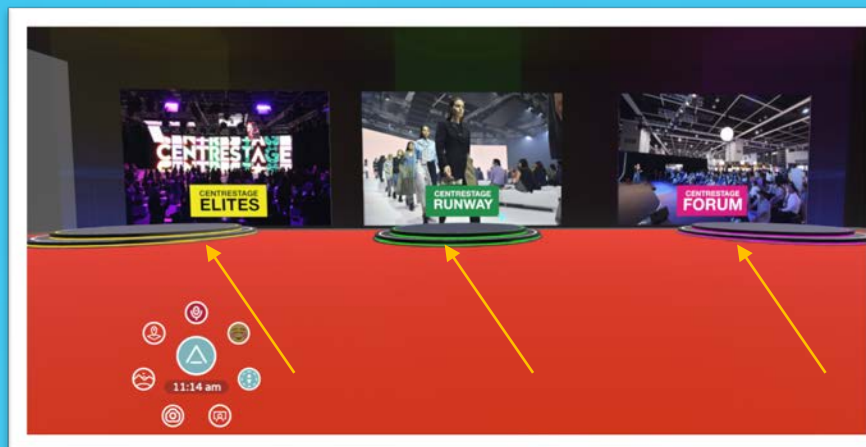 CENTRESTAGE
CENTRESTAGE
ELITES
CENTRESTAGE
RUNWAY
CENTRESTAGE
FORUM
11:14 am